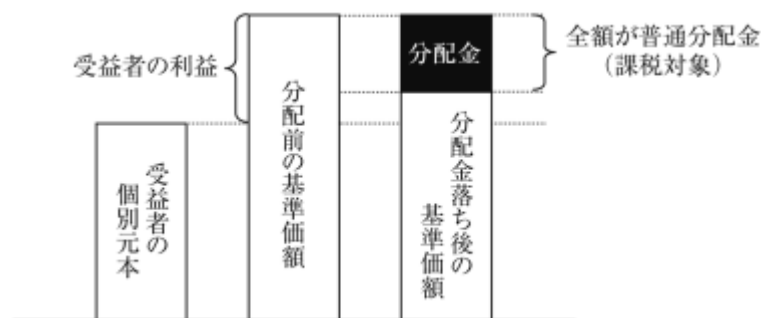 受益者の利益
受益者の
個別元本
分配前の基準価額
分配金
分配金落ち後の
基準価額
全額が普通分配金
(課税対象)